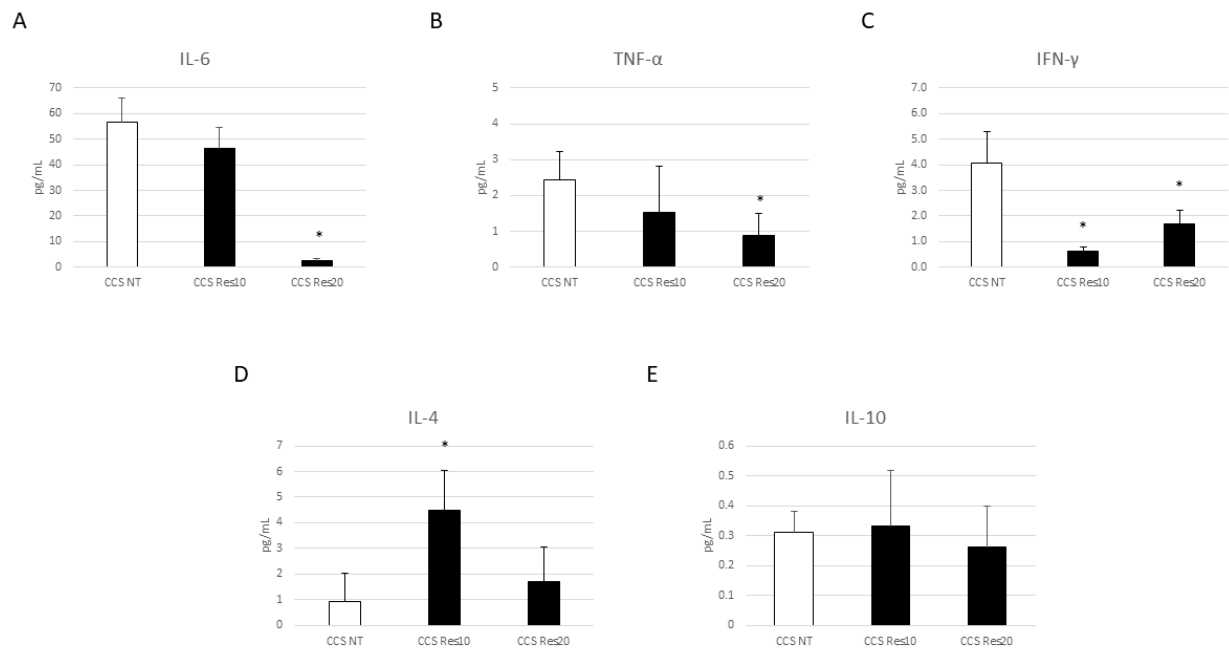 A
IL-6
70
60
50
40
30
20
10
0
pg/mL
*
CCS NT
CCS Res10
CCS Res20
B
TNF-α
5
4
3
2
1
0
pg/mL
*
CCS NT
CCS Res10
CCS Res20
C
IFN-γ
7.0
6.0
5.0
4.0
3.0
2.0
1.0
0.0
pg/mL
*
*
CCS NT
CCS Res10
CCS Res20
D
IL-4
7
6
5
4
3
2
1
0
pg/mL
*
CCS NT
CCS Res10
CCS Res20
E
IL-10
0.6
0.5
0.4
0.3
0.2
0.1
0
pg/mL
CCS NT
CCS Res10
CCS Res20